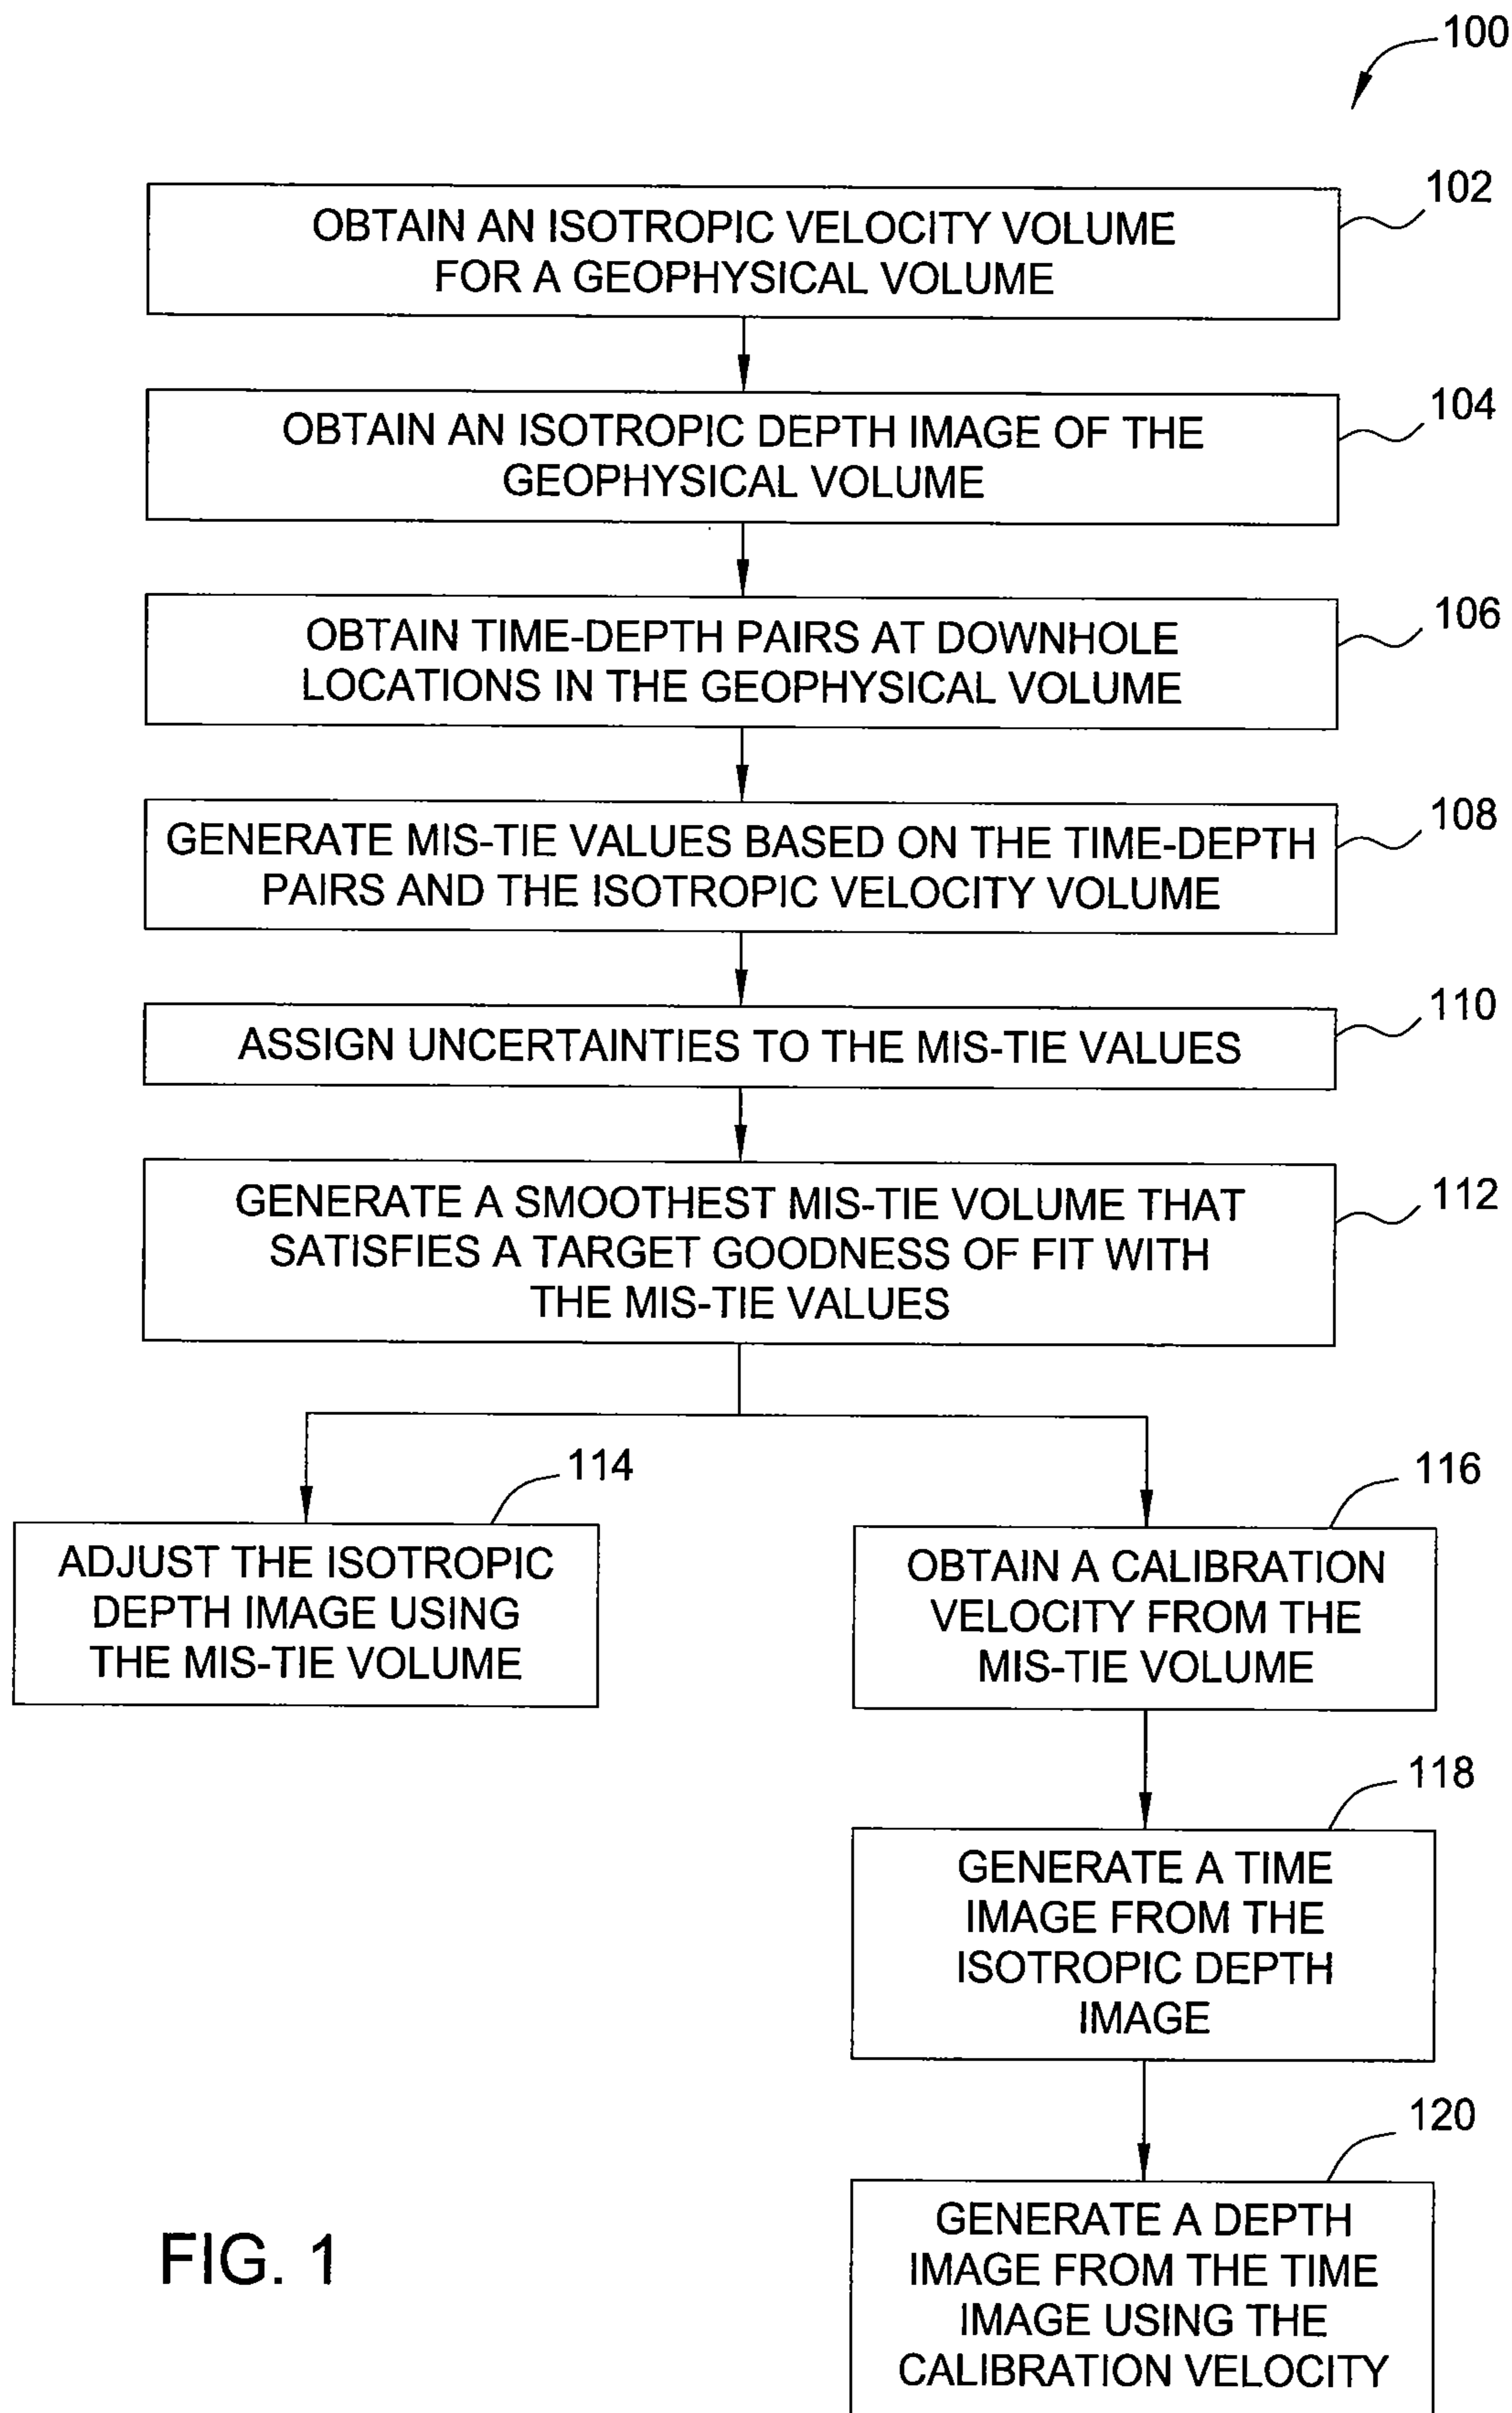 100
102
OBTAIN AN ISOTROPIC VELOCITY VOLUME
FOR A GEOPHYSICAL VOLUME
104
OBTAIN AN ISOTROPIC DEPTH IMAGE OF THE
GEOPHYSICAL VOLUME
106
OBTAIN TIME-DEPTH PAIRS AT DOWNHOLE
LOCATIONS IN THE GEOPHYSICAL VOLUME
108
GENERATE MIS-TIE VALUES BASED ON THE TIME-DEPTH
PAIRS AND THE ISOTROPIC VELOCITY VOLUME
110
ASSIGN UNCERTAINTIES TO THE MIS-TIE VALUES
112
GENERATE A SMOOTHEST MIS-TIE VOLUME THAT
SATISFIES A TARGET GOODNESS OF FIT WITH
THE MIS-TIE VALUES
114
ADJUST THE ISOTROPIC
DEPTH IMAGE USING
THE MIS-TIE VOLUME
116
OBTAIN A CALIBRATION
VELOCITY FROM THE
MIS-TIE VOLUME
118
GENERATE A TIME
IMAGE FROM THE
ISOTROPIC DEPTH
IMAGE
120
GENERATE A DEPTH
IMAGE FROM THE TIME
IMAGE USING THE
CALIBRATION VELOCITY
FIG. 1